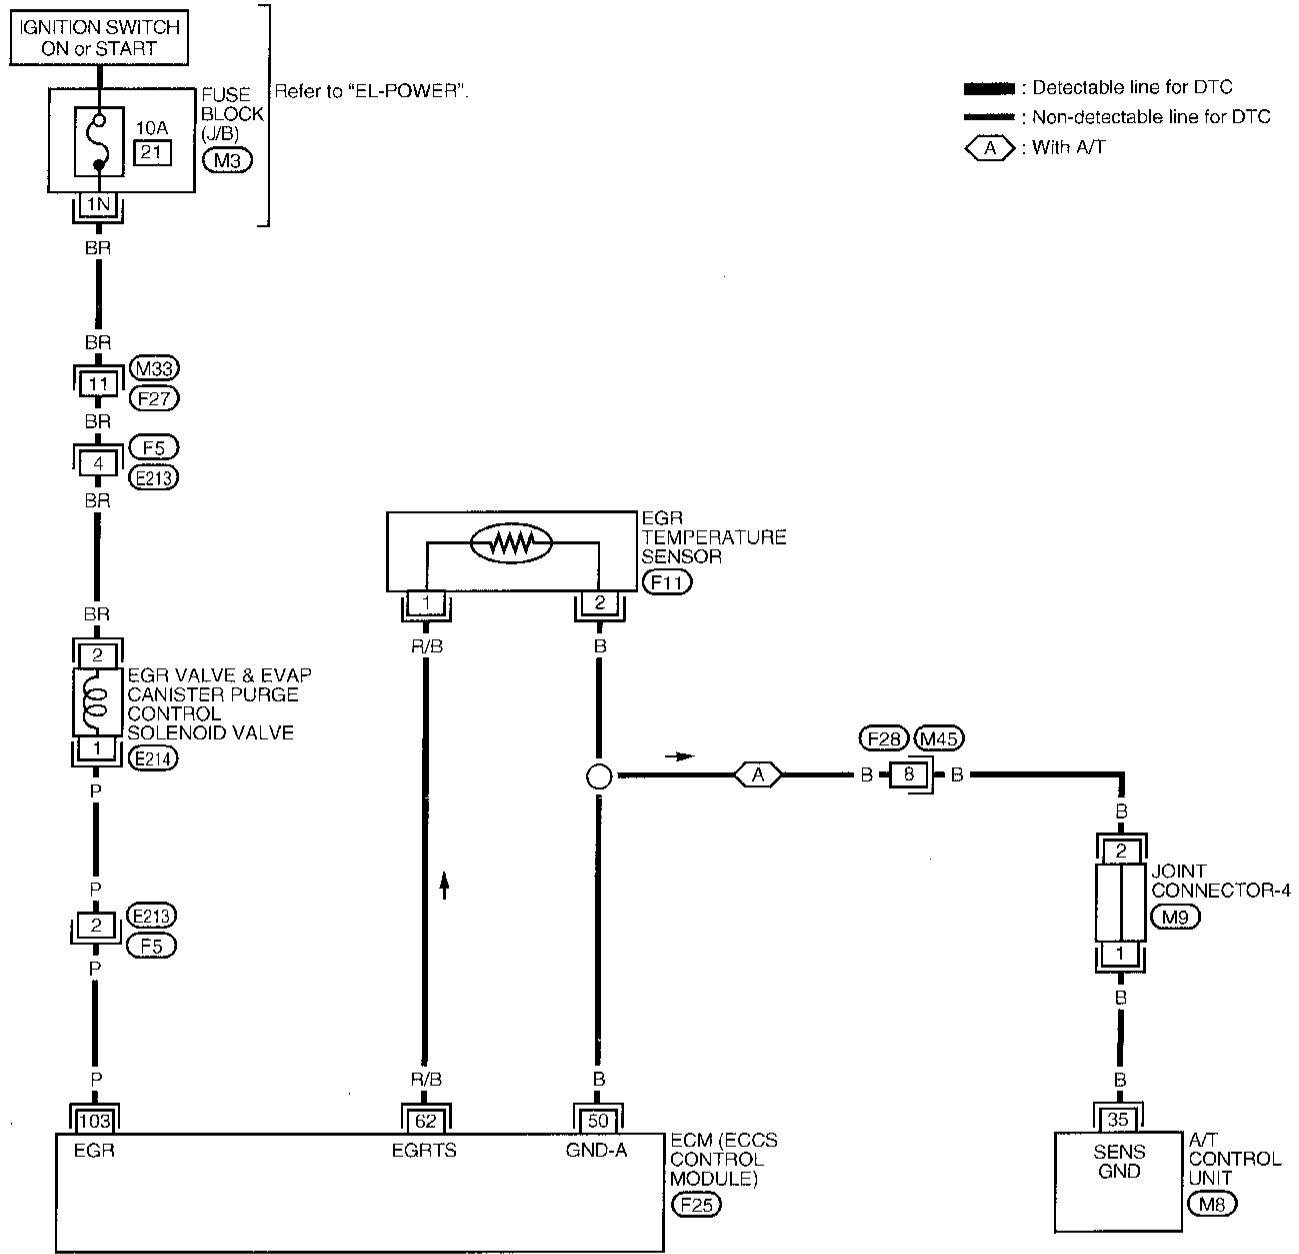 IGNITION SWITCH
ON or START
Refer to "EL-POWER".
FUSE
BLOCK
(J/B)
M3
10A
21
1N
: Detectable line for DTC
: Non-detectable line for DTC
A : With A/T
BR
BR
11
M33
F27
BR
4
F5
E213
BR
BR
2
EGR VALVE & EVAP
CANISTER PURGE
CONTROL
SOLENOID VALVE
1
E214
P
P
2
E213
F5
P
P
103
EGR
EGR
TEMPERATURE
SENSOR
F11
1
2
R/B
B
A
B
8
B
F28
M45
B
2
JOINT
CONNECTOR-4
M9
1
B
B
R/B
B
62
50
EGRTS
GND-A
ECM (ECCS
CONTROL
MODULE)
F25
35
SENS
GND
A/T
CONTROL
UNIT
M8